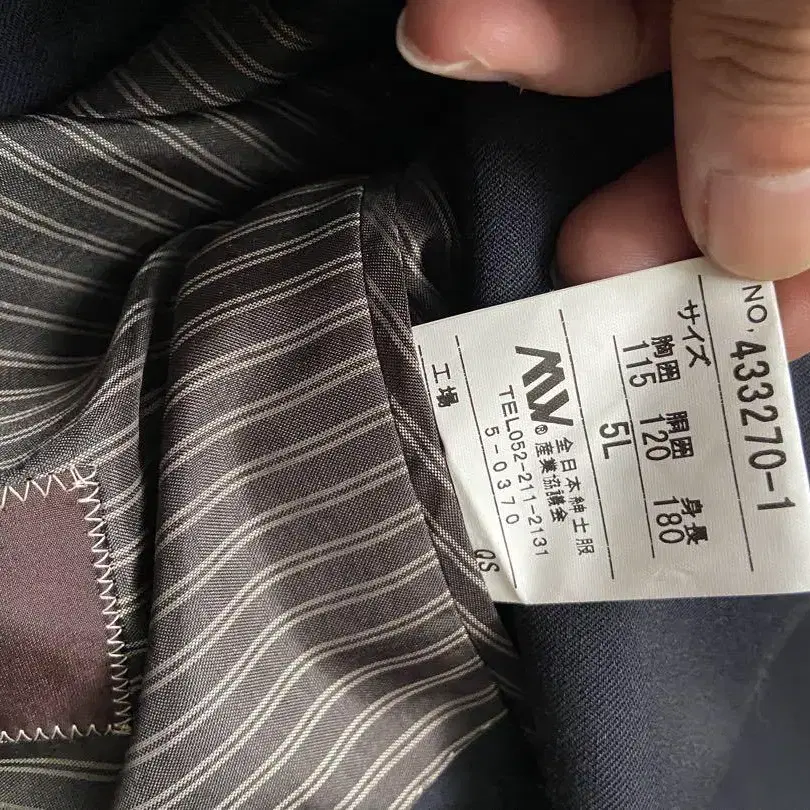 NO, 433270-1
サイズ
胸囲 胴囲 身長
115 120 180
5L
MW®
全日本紳士服
産業協議会
TEL052-211-2131
5-0370
工場
QS